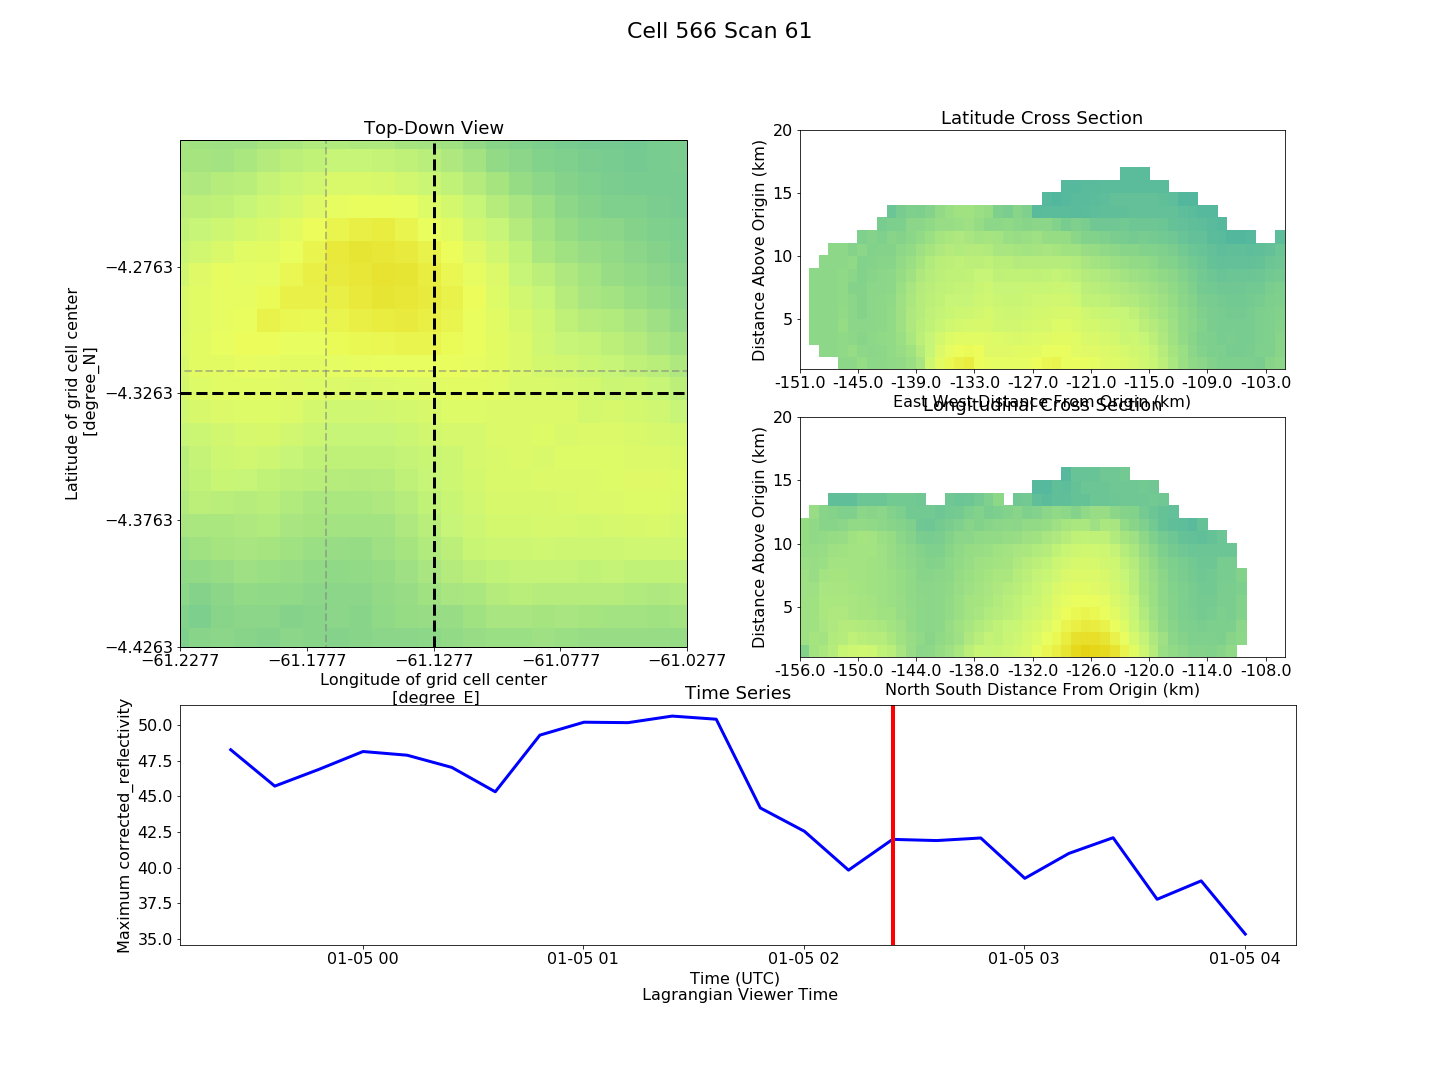 Cell 566 Scan 61
Top-Down View
Latitude of grid cell center
[degree_N]
−4.2763
−4.3263
−4.3763
−4.4263
−61.2277 −61.1777 −61.1277 −61.0777 −61.0277
Longitude of grid cell center
[degree_E]
Latitude Cross Section
Distance Above Origin (km)
20
15
10
5
-151.0 -145.0 -139.0 -133.0 -127.0 -121.0 -115.0 -109.0 -103.0
East West Distance From Origin (km)
Longitudinal Cross Section
Distance Above Origin (km)
20
15
10
5
-156.0 -150.0 -144.0 -138.0 -132.0 -126.0 -120.0 -114.0 -108.0
North South Distance From Origin (km)
Time Series
Maximum corrected_reflectivity
50.0
47.5
45.0
42.5
40.0
37.5
35.0
01-05 00 01-05 01 01-05 02 01-05 03 01-05 04
Time (UTC)
Lagrangian Viewer Time